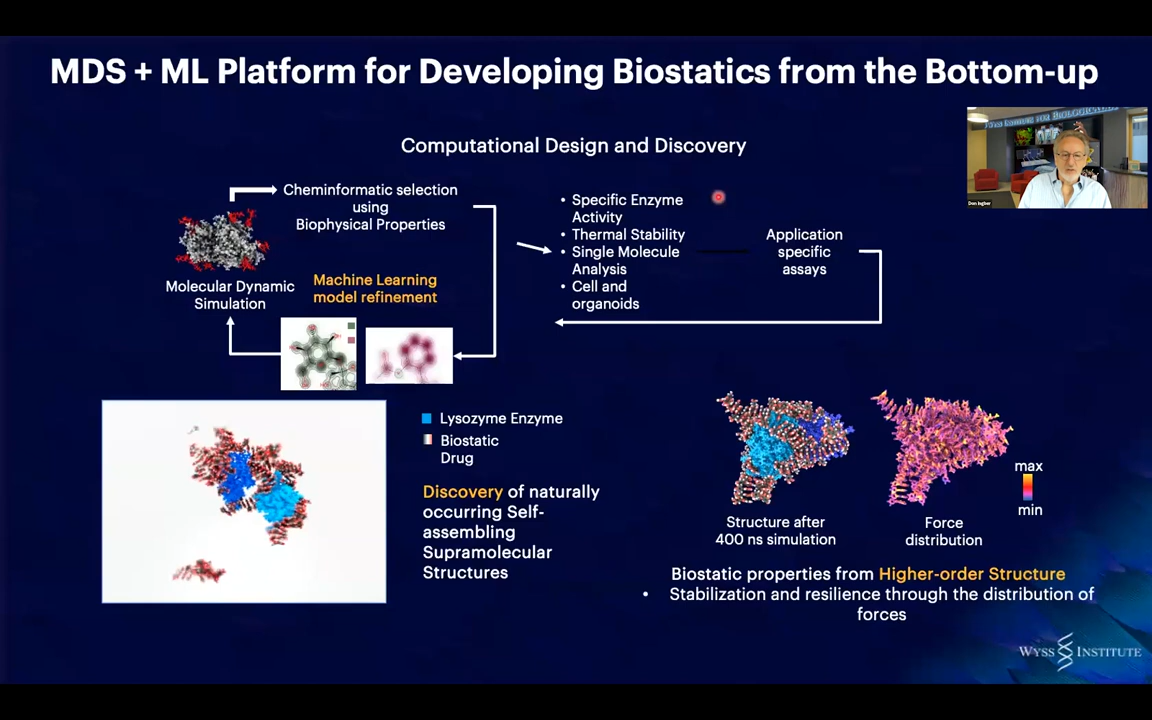 MDS + ML Platform for Developing Biostatics from the Bottom-up
Computational Design and Discovery
Cheminformatic selection
using
Biophysical Properties
Molecular Dynamic
Simulation
Machine Learning
model refinement
• Specific Enzyme
Activity
• Thermal Stability
• Single Molecule
Analysis
• Cell and
organoids
Application
specific
assays
Don Ingber
Lysozyme Enzyme
Biostatic
Drug
Discovery of naturally
occurring Self-
assembling
Supramolecular
Structures
Structure after
400 ns simulation
Force
distribution
max
min
Biostatic properties from Higher-order Structure
• Stabilization and resilience through the distribution of
forces
WYSS INSTITUTE